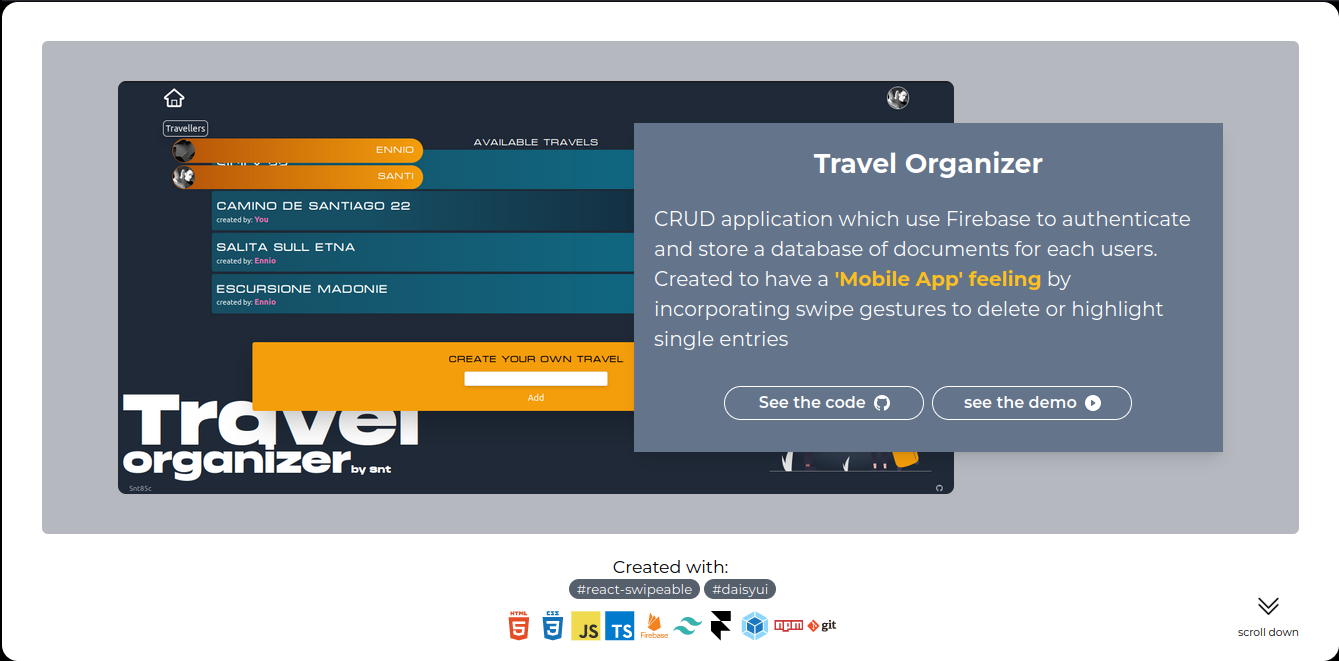 Travellers
ENNIO
SANTI
AVAILABLE TRAVELS
CAMINO DE SANTIAGO 22
created by: You
SALITA SULL ETNA
created by: Ennio
ESCURSIONE MADONIE
created by: Ennio
CREATE YOUR OWN TRAVEL
Add
Travel
organizer by snt
Snt85c
Travel Organizer
CRUD application which use Firebase to authenticate
and store a database of documents for each users.
Created to have a 'Mobile App' feeling by
incorporating swipe gestures to delete or highlight
single entries
See the code
see the demo
Created with:
#react-swipeable #daisyui
HTML 5 CSS 3 JS TS Firebase npm git
scroll down